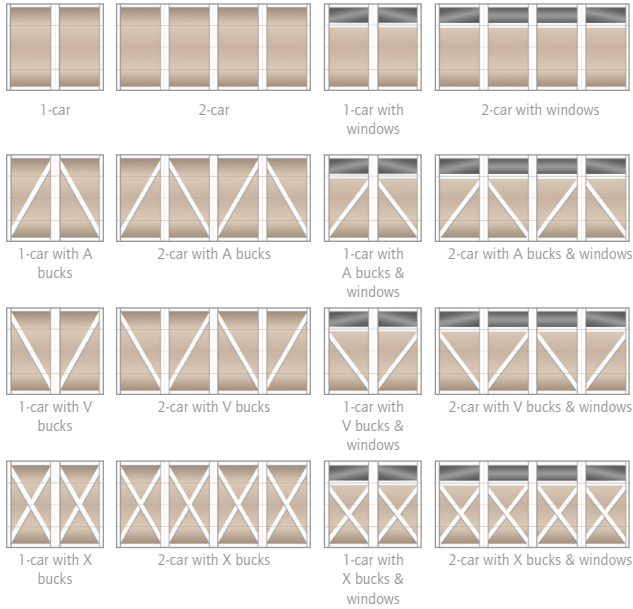 1-car
2-car
1-car with
windows
2-car with windows
1-car with A
bucks
2-car with A bucks
1-car with
A bucks &
windows
2-car with A bucks & windows
1-car with V
bucks
2-car with V bucks
1-car with
V bucks &
windows
2-car with V bucks & windows
1-car with X
bucks
2-car with X bucks
1-car with
X bucks &
windows
2-car with X bucks & windows